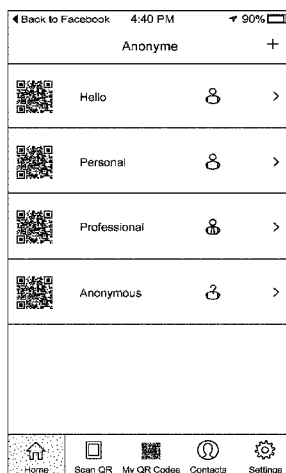 Back to Facebook 4:40 PM 90%
Anonyme +
Hello
Personal
Professional
Anonymous
Home Scan QR My QR Codes Contacts Settings